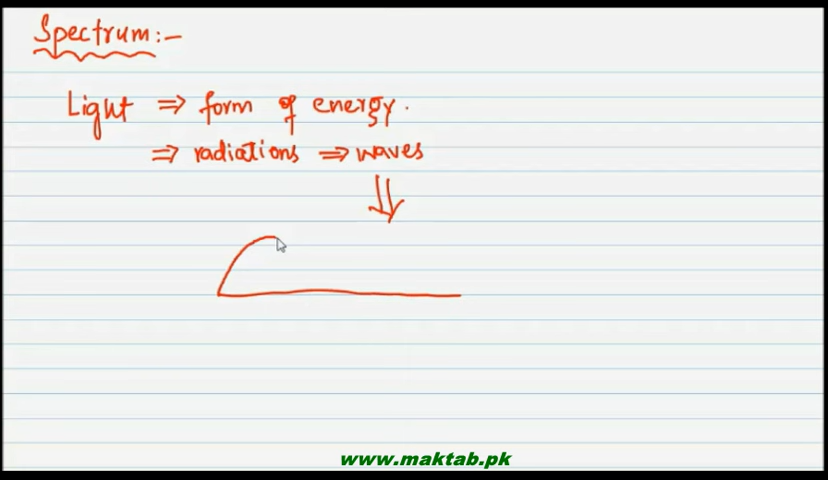 Spectrum:-
Light ⇒ form of energy.
⇒ radiations ⇒ waves
www.maktab.pk